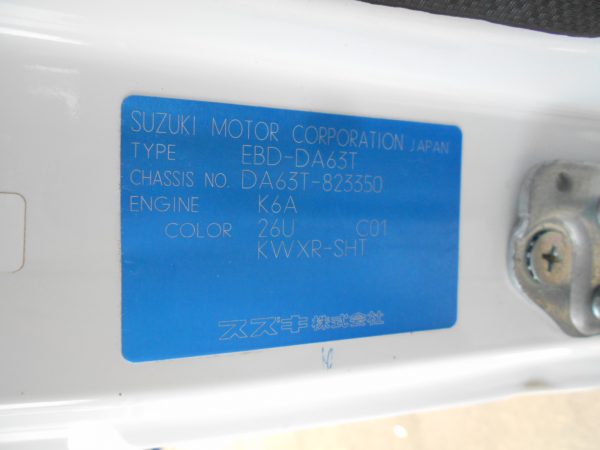 SUZUKI MOTOR CORPORATION JAPAN
TYPE EBD-DA63T
CHASSIS NO. DA63T-823350
ENGINE K6A
COLOR 26U C01
KWXR-SHT
スズキ株式会社